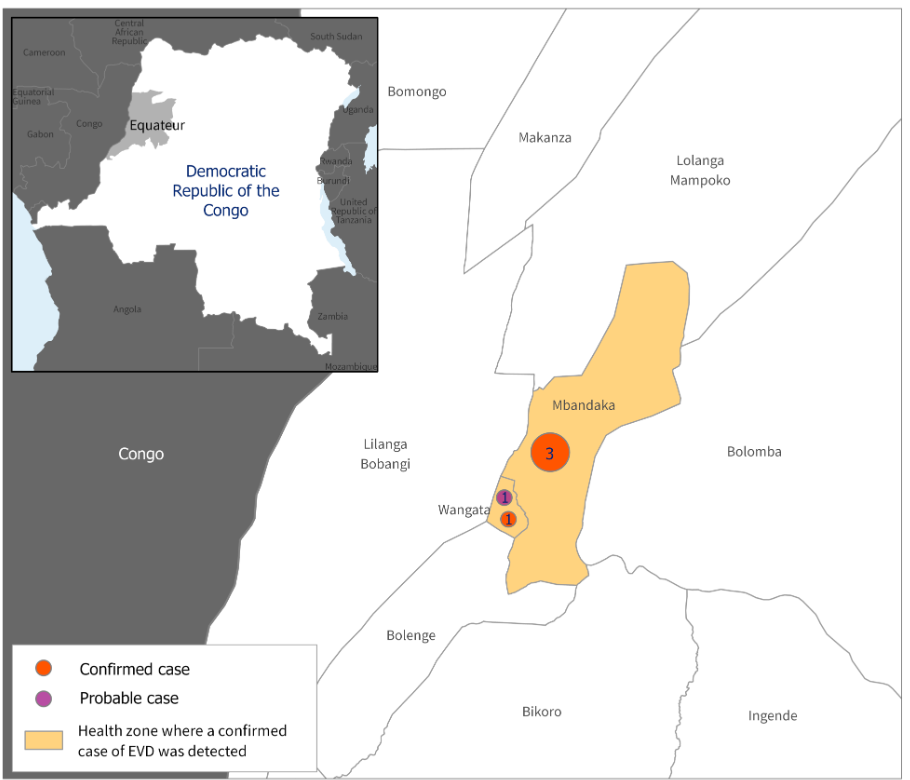 Central
African
Republic
South Sudan
Cameroon
Equatorial
Guinea
Uganda
Gabon
Congo
Equateur
Rwanda
Burundi
Democratic
Republic of the
Congo
United
Republic of
Tanzania
Angola
Zambia
Mozambique
Bomongo
Makanza
Lolanga
Mampoko
Mbandaka
3
Congo
Lilanga
Bobangi
Bolomba
Wangata
1
1
Bolenge
Bikoro
Ingende
Confirmed case
Probable case
Health zone where a confirmed
case of EVD was detected